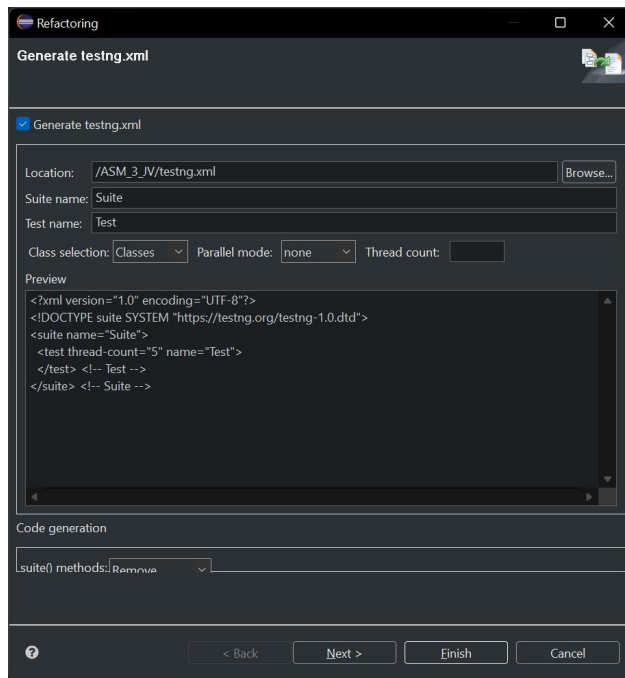 Refactoring
Generate testng.xml
Generate testng.xml
Location: /ASM_3_JV/testng.xml Browse...
Suite name: Suite
Test name: Test
Class selection: Classes Parallel mode: none Thread count:
Preview
<?xml version="1.0" encoding="UTF-8"?>
<!DOCTYPE suite SYSTEM "https://testng.org/testng-1.0.dtd">
<suite name="Suite">
<test thread-count="5" name="Test">
</test> <!-- Test -->
</suite> <!-- Suite -->
Code generation
suite() methods: Remove
< Back Next > Finish Cancel